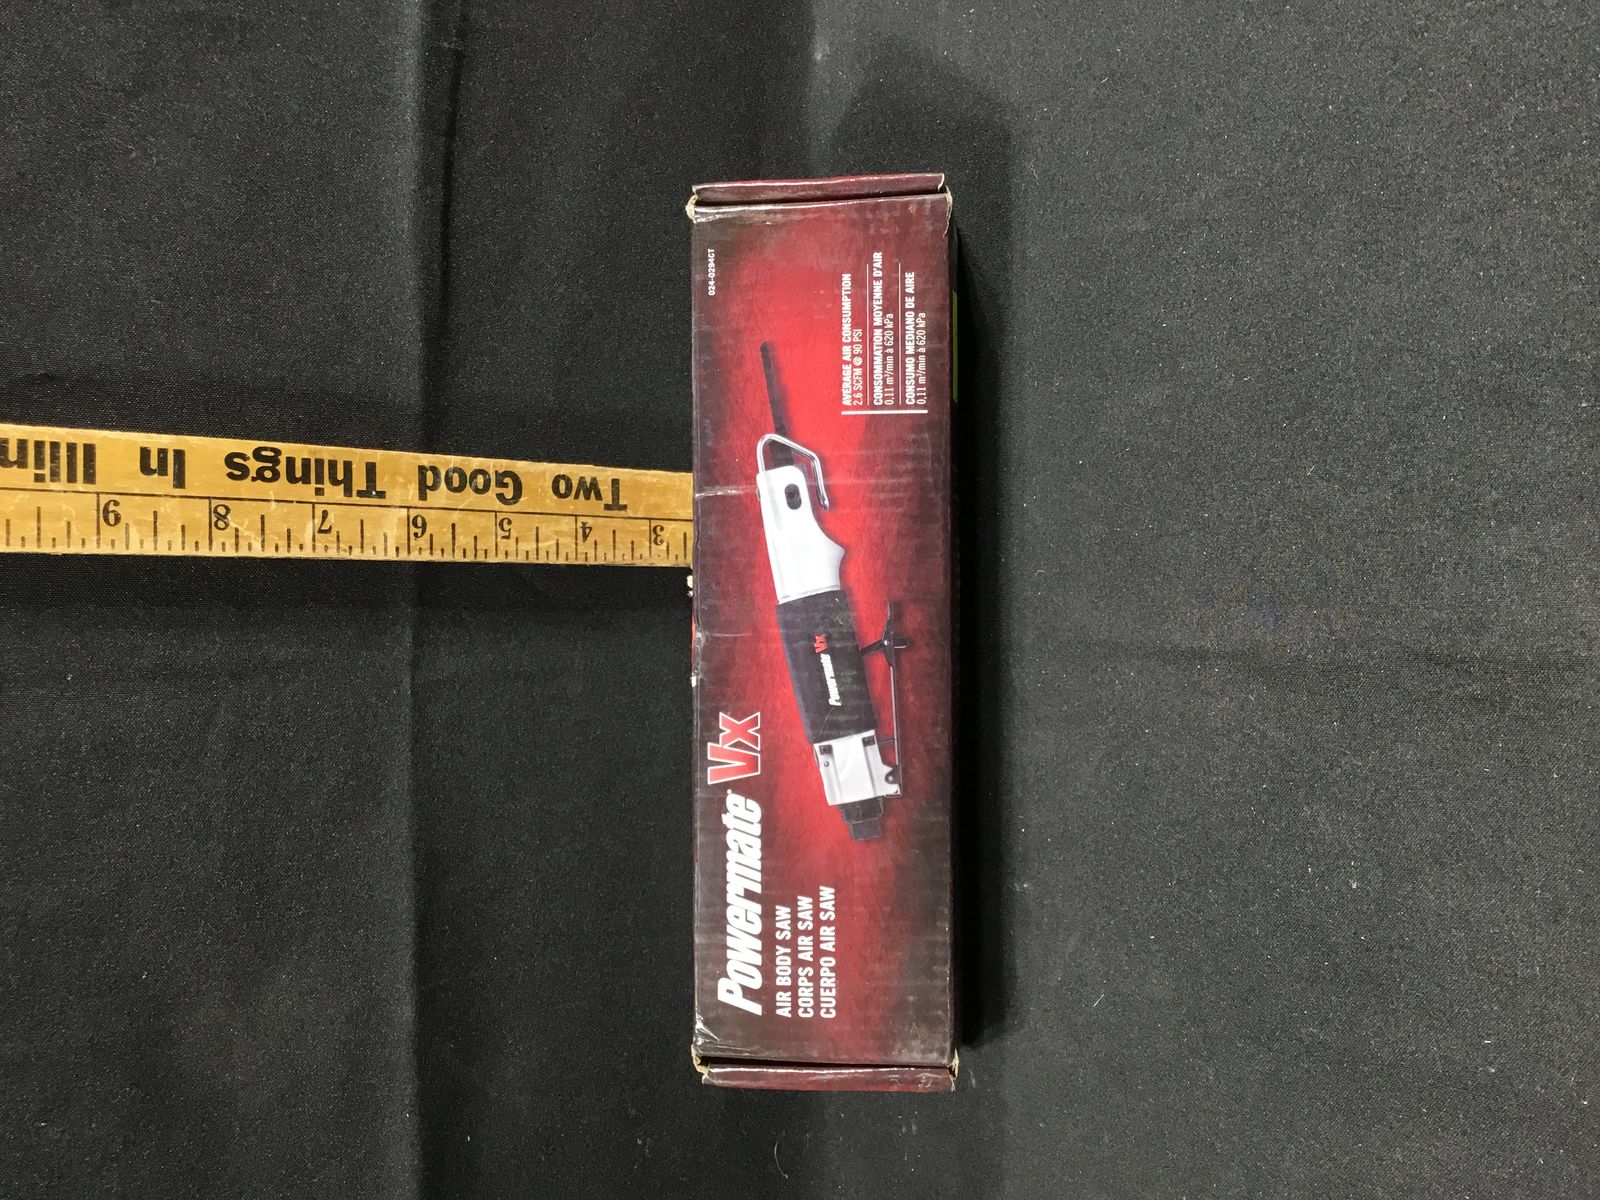 Powermate Vx
AIR BODY SAW
CORPS AIR SAW
CUERPO AIR SAW
Powermate Vx
024-0294CT
AVERAGE AIR CONSUMPTION
2.6 SCFM @ 90 PSI
CONSOMMATION MOYENNE D'AIR
0,11 m³/min à 620 kPa
CONSUMO MEDIANO DE AIRE
0,11 m³/min a 620 kPa
Two Good Things In Illin
3 4 5 6 7 8 9